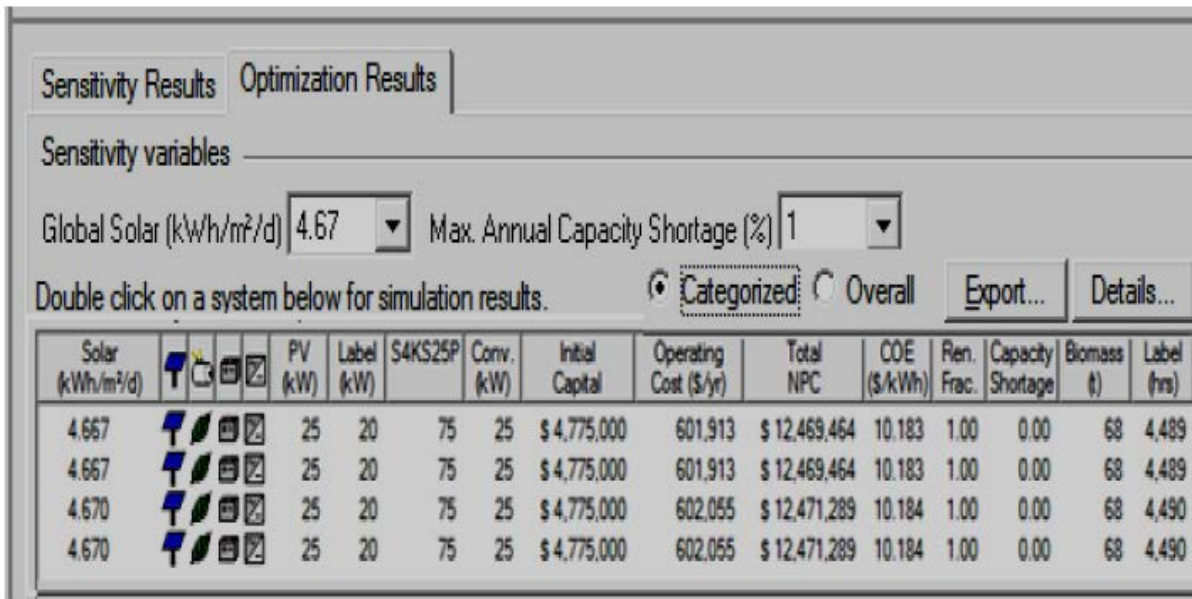 Sensitivity Results Optimization Results
Sensitivity variables
Global Solar (kWh/m²/d) 4.67 Max. Annual Capacity Shortage (%) 1
Double click on a system below for simulation results. Categorized Overall Export... Details...
Solar (kWh/m²/d) PV (kW) Label (kW) S4KS25P Conv. (kW) Initial Capital Operating Cost ($/yr) Total NPC COE ($/kWh) Ren. Frac. Capacity Shortage Biomass (t) Label (hrs)
4.667 25 20 75 25 $ 4,775,000 601,913 $ 12,469,464 10.183 1.00 0.00 68 4,489
4.667 25 20 75 25 $ 4,775,000 601,913 $ 12,469,464 10.183 1.00 0.00 68 4,489
4.670 25 20 75 25 $ 4,775,000 602,055 $ 12,471,289 10.184 1.00 0.00 68 4,490
4.670 25 20 75 25 $ 4,775,000 602,055 $ 12,471,289 10.184 1.00 0.00 68 4,490